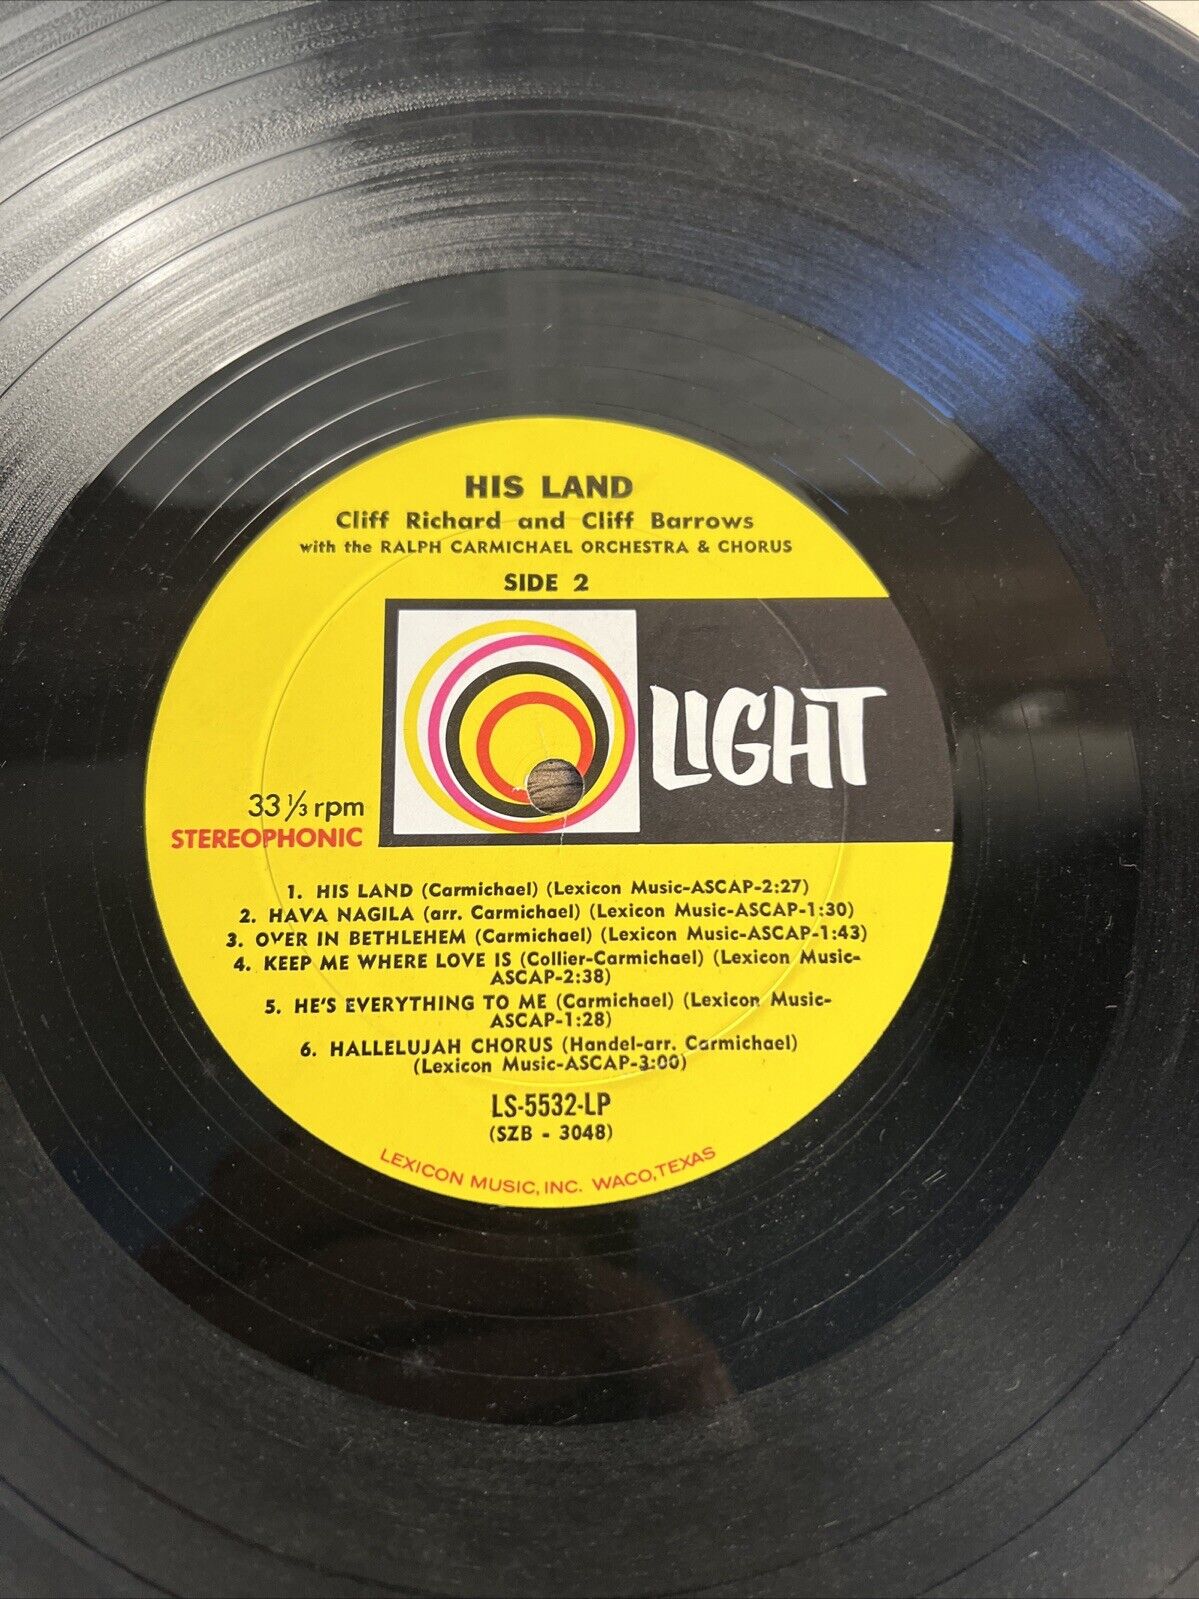 HIS LAND
Cliff Richard and Cliff Barrows
with the RALPH CARMICHAEL ORCHESTRA & CHORUS
SIDE 2
LIGHT
33 1/3 rpm
STEREOPHONIC
1. HIS LAND (Carmichael) (Lexicon Music-ASCAP-2:27)
2. HAVA NAGILA (arr. Carmichael) (Lexicon Music-ASCAP-1:30)
3. OVER IN BETHLEHEM (Carmichael) (Lexicon Music-ASCAP-1:43)
4. KEEP ME WHERE LOVE IS (Collier-Carmichael) (Lexicon Music-
ASCAP-2:38)
5. HE'S EVERYTHING TO ME (Carmichael) (Lexicon Music-
ASCAP-1:28)
6. HALLELUJAH CHORUS (Handel-arr. Carmichael)
(Lexicon Music-ASCAP-3:00)
LS-5532-LP
(SZB - 3048)
LEXICON MUSIC, INC. WACO, TEXAS